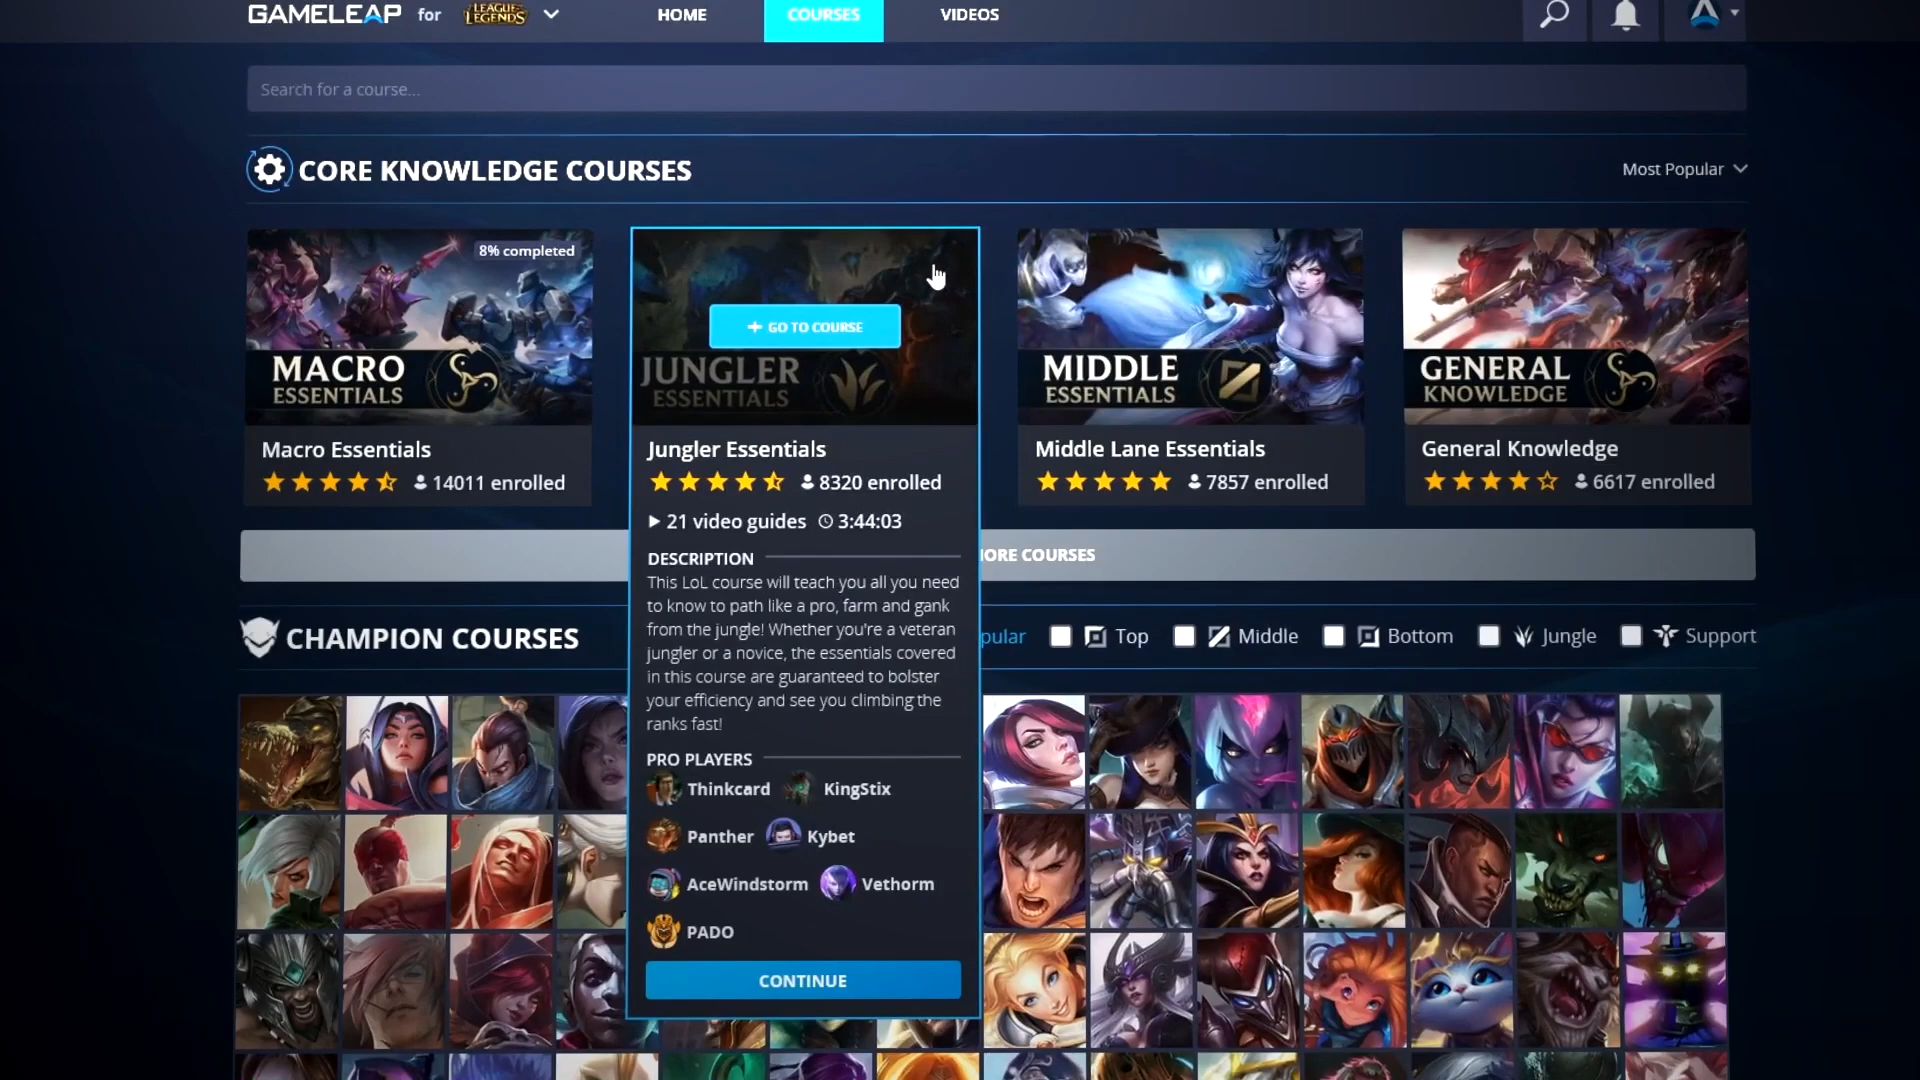 GAMELEAP for LEAGUE OF LEGENDS
HOME
COURSES
VIDEOS
Search for a course...
CORE KNOWLEDGE COURSES
Most Popular
8% completed
MACRO
ESSENTIALS
Macro Essentials
14011 enrolled
+ GO TO COURSE
JUNGLER
ESSENTIALS
Jungler Essentials
8320 enrolled
21 video guides 3:44:03
DESCRIPTION
This LoL course will teach you all you need
to know to path like a pro, farm and gank
from the jungle! Whether you're a veteran
jungler or a novice, the essentials covered
in this course are guaranteed to bolster
your efficiency and see you climbing the
ranks fast!
PRO PLAYERS
Thinkcard KingStix
Panther Kybet
AceWindstorm Vethorm
PADO
CONTINUE
MIDDLE
ESSENTIALS
Middle Lane Essentials
7857 enrolled
GENERAL
KNOWLEDGE
General Knowledge
6617 enrolled
ORE COURSES
CHAMPION COURSES
pular
Top
Middle
Bottom
Jungle
Support